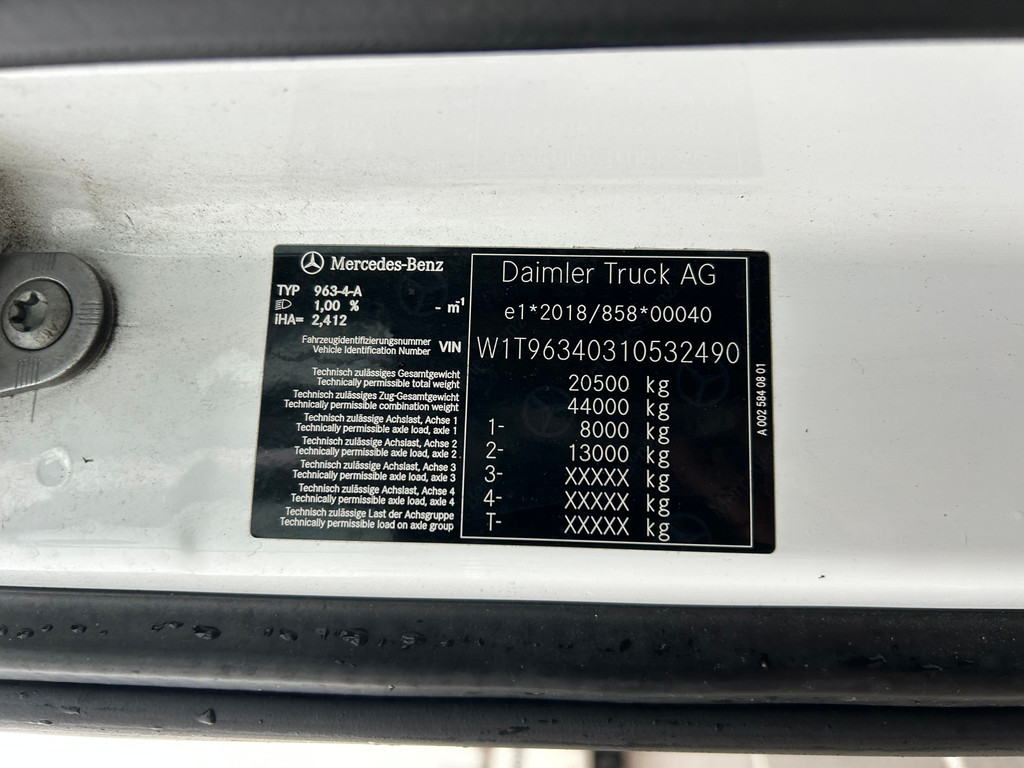 Mercedes-Benz
TYP 963-4-A
1,00 % - m⁻¹
iHA= 2,412
Daimler Truck AG
e1*2018/858*00040
Fahrzeugidentifizierungsnummer
Vehicle Identification Number VIN W1T96340310532490
Technisch zulässiges Gesamtgewicht
Technically permissible total weight 20500 kg
Technisch zulässiges Zug-Gesamtgewicht
Technically permissible combination weight 44000 kg
Technisch zulässige Achslast, Achse 1
Technically permissible axle load, axle 1 1- 8000 kg
Technisch zulässige Achslast, Achse 2
Technically permissible axle load, axle 2 2- 13000 kg
Technisch zulässige Achslast, Achse 3
Technically permissible axle load, axle 3 3- XXXXX kg
Technisch zulässige Achslast, Achse 4
Technically permissible axle load, axle 4 4- XXXXX kg
Technisch zulässige Last der Achsgruppe
Technically permissible load on axle group T- XXXXX kg
A 002 584 08 01